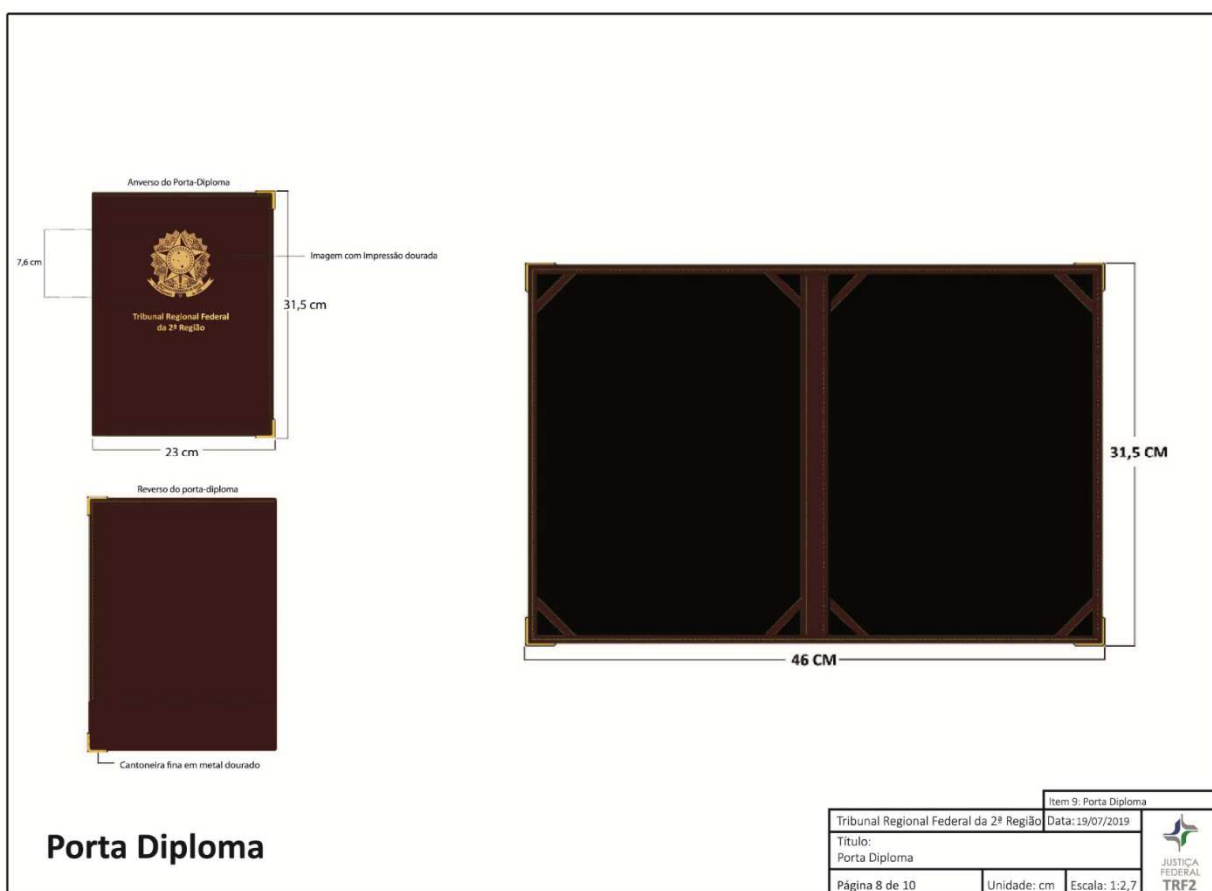 Anverso do Porta-Diploma
7,6 cm
Imagem com Impressão dourada
31,5 cm
Tribunal Regional Federal
da 2ª Região
23 cm
Reverso do porta-diploma
Cantoneira fina em metal dourado
31,5 CM
46 CM
Porta Diploma
Item 9: Porta Diploma
Tribunal Regional Federal da 2ª Região
Data: 19/07/2019
Título:
Porta Diploma
Página 8 de 10
Unidade: cm
Escala: 1:2,7
JUSTIÇA
FEDERAL
TRF2